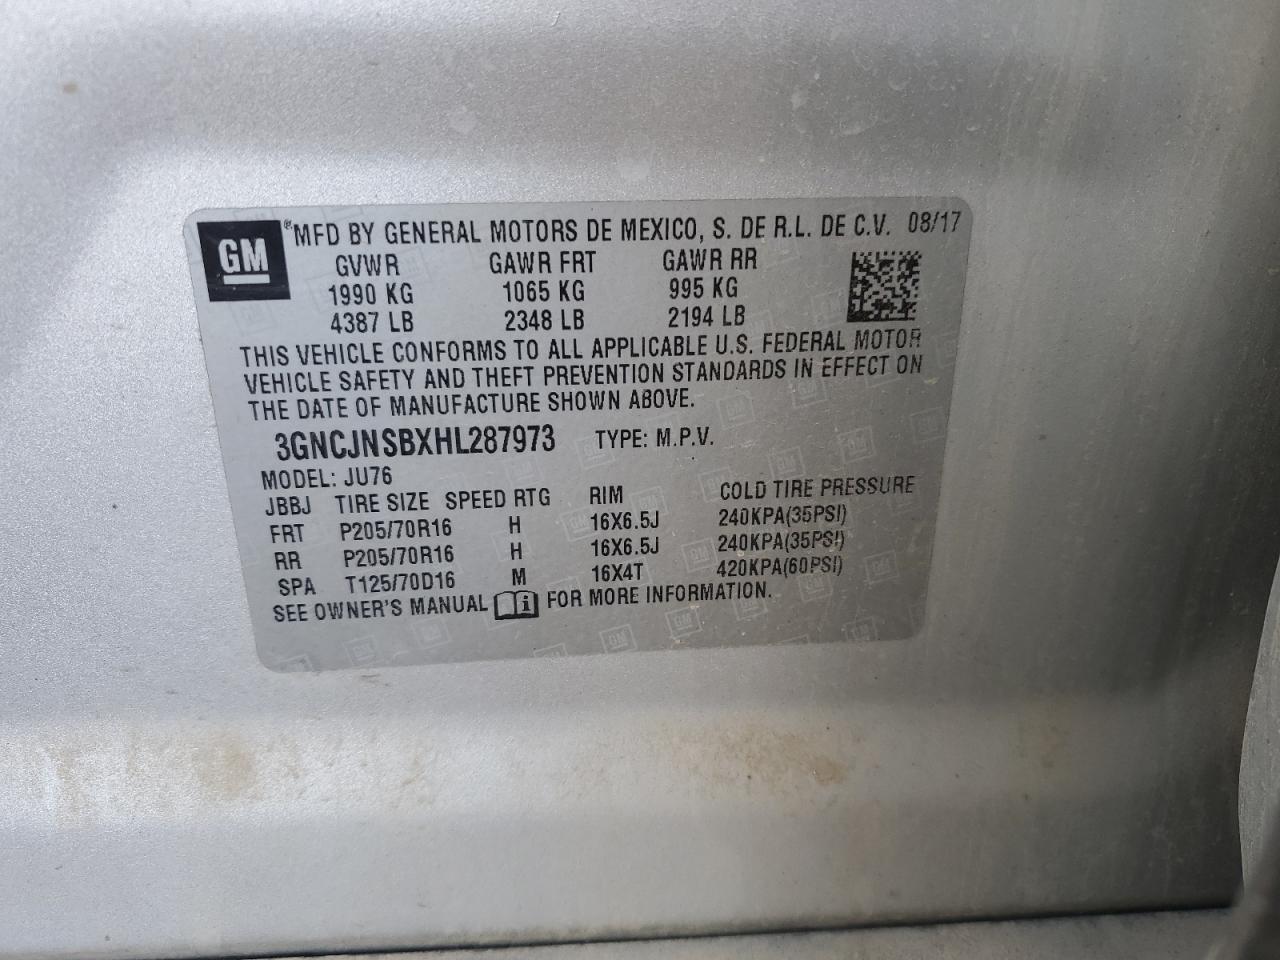 GM ®MFD BY GENERAL MOTORS DE MEXICO, S. DE R.L. DE C.V. 08/17
GVWR GAWR FRT GAWR RR
1990 KG 1065 KG 995 KG
4387 LB 2348 LB 2194 LB
THIS VEHICLE CONFORMS TO ALL APPLICABLE U.S. FEDERAL MOTOR
VEHICLE SAFETY AND THEFT PREVENTION STANDARDS IN EFFECT ON
THE DATE OF MANUFACTURE SHOWN ABOVE.
3GNCJNSBXHL287973 TYPE: M.P.V.
MODEL: JU76
JBBJ TIRE SIZE SPEED RTG RIM COLD TIRE PRESSURE
FRT P205/70R16 H 16X6.5J 240KPA(35PSI)
RR P205/70R16 H 16X6.5J 240KPA(35PSI)
SPA T125/70D16 M 16X4T 420KPA(60PSI)
SEE OWNER'S MANUAL i FOR MORE INFORMATION.